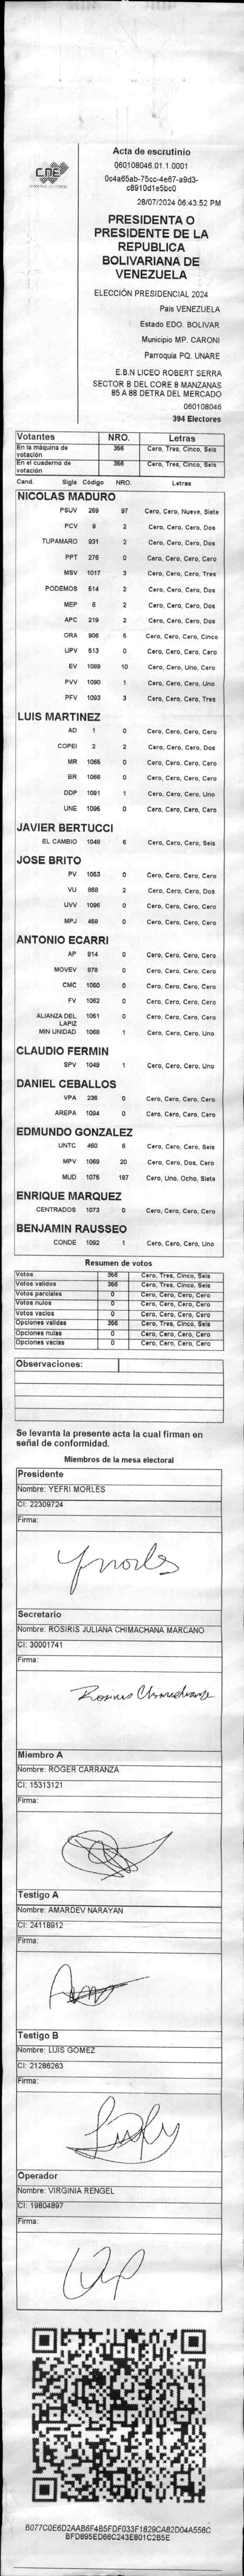 CNE
Acta de escrutinio
060108046.01.1.0001
0c4a65ab-75cc-4e67-a9d3-
c8910d1e5bc0
28/07/2024 06:43:52 PM
PRESIDENTA O
PRESIDENTE DE LA
REPUBLICA
BOLIVARIANA DE
VENEZUELA
ELECCIÓN PRESIDENCIAL 2024
Pais VENEZUELA
Estado EDO. BOLIVAR
Municipio MP. CARONI
Parroquia PQ. UNARE
E.B.N LICEO ROBERT SERRA
SECTOR B DEL CORE 8 MANZANAS
85 A 88 DETRA DEL MERCADO
060108046
394 Electores
Votantes NRO. Letras
En la máquina de votación 356 Cero, Tres, Cinco, Seis
En el cuaderno de votación 356 Cero, Tres, Cinco, Seis
Cand. Sigla Código NRO. Letras
NICOLAS MADURO
PSUV 269 97 Cero, Cero, Nueve, Siete
PCV 9 2 Cero, Cero, Cero, Dos
TUPAMARO 931 2 Cero, Cero, Cero, Dos
PPT 276 0 Cero, Cero, Cero, Cero
MSV 1017 3 Cero, Cero, Cero, Tres
PODEMOS 514 2 Cero, Cero, Cero, Dos
MEP 6 2 Cero, Cero, Cero, Dos
APC 219 2 Cero, Cero, Cero, Dos
ORA 906 5 Cero, Cero, Cero, Cinco
UPV 513 0 Cero, Cero, Cero, Cero
EV 1089 10 Cero, Cero, Uno, Cero
PVV 1090 1 Cero, Cero, Cero, Uno
PFV 1093 3 Cero, Cero, Cero, Tres
LUIS MARTINEZ
AD 1 0 Cero, Cero, Cero, Cero
COPEI 2 2 Cero, Cero, Cero, Dos
MR 1065 0 Cero, Cero, Cero, Cero
BR 1066 0 Cero, Cero, Cero, Cero
DDP 1091 1 Cero, Cero, Cero, Uno
UNE 1095 0 Cero, Cero, Cero, Cero
JAVIER BERTUCCI
EL CAMBIO 1048 6 Cero, Cero, Cero, Seis
JOSE BRITO
PV 1053 0 Cero, Cero, Cero, Cero
VU 868 2 Cero, Cero, Cero, Dos
UVV 1096 0 Cero, Cero, Cero, Cero
MPJ 459 0 Cero, Cero, Cero, Cero
ANTONIO ECARRI
AP 814 0 Cero, Cero, Cero, Cero
MOVEV 878 0 Cero, Cero, Cero, Cero
CMC 1050 0 Cero, Cero, Cero, Cero
FV 1062 0 Cero, Cero, Cero, Cero
ALIANZA DEL LAPIZ 1051 0 Cero, Cero, Cero, Cero
MIN UNIDAD 1068 1 Cero, Cero, Cero, Uno
CLAUDIO FERMIN
SPV 1049 1 Cero, Cero, Cero, Uno
DANIEL CEBALLOS
VPA 236 0 Cero, Cero, Cero, Cero
AREPA 1094 0 Cero, Cero, Cero, Cero
EDMUNDO GONZALEZ
UNTC 460 6 Cero, Cero, Cero, Seis
MPV 1069 20 Cero, Cero, Dos, Cero
MUD 1075 187 Cero, Uno, Ocho, Siete
ENRIQUE MARQUEZ
CENTRADOS 1073 0 Cero, Cero, Cero, Cero
BENJAMIN RAUSSEO
CONDE 1092 1 Cero, Cero, Cero, Uno
Resumen de votos
Votos 356 Cero, Tres, Cinco, Seis
Votos validos 356 Cero, Tres, Cinco, Seis
Votos parciales 0 Cero, Cero, Cero, Cero
Votos nulos 0 Cero, Cero, Cero, Cero
Votos vacios 0 Cero, Cero, Cero, Cero
Opciones validas 356 Cero, Tres, Cinco, Seis
Opciones nulas 0 Cero, Cero, Cero, Cero
Opciones vacias 0 Cero, Cero, Cero, Cero
Observaciones:
Se levanta la presente acta la cual firman en
señal de conformidad.
Miembros de la mesa electoral
Presidente
Nombre: YEFRI MORLES
CI: 22309724
Firma:
Ymorles
Secretario
Nombre: ROSIRIS JULIANA CHIMACHANA MARCANO
CI: 30001741
Firma:
Miembro A
Nombre: ROGER CARRANZA
CI: 15313121
Firma:
Testigo A
Nombre: AMARDEV NARAYAN
CI: 24118912
Firma:
Testigo B
Nombre: LUIS GOMEZ
CI: 21286263
Firma:
Operador
Nombre: VIRGINIA RENGEL
CI: 19804897
Firma:
B077C0E6D2AAB6F4B5FDF033F1829CA82D04A558C
BFD895ED66C243E801C2B5E